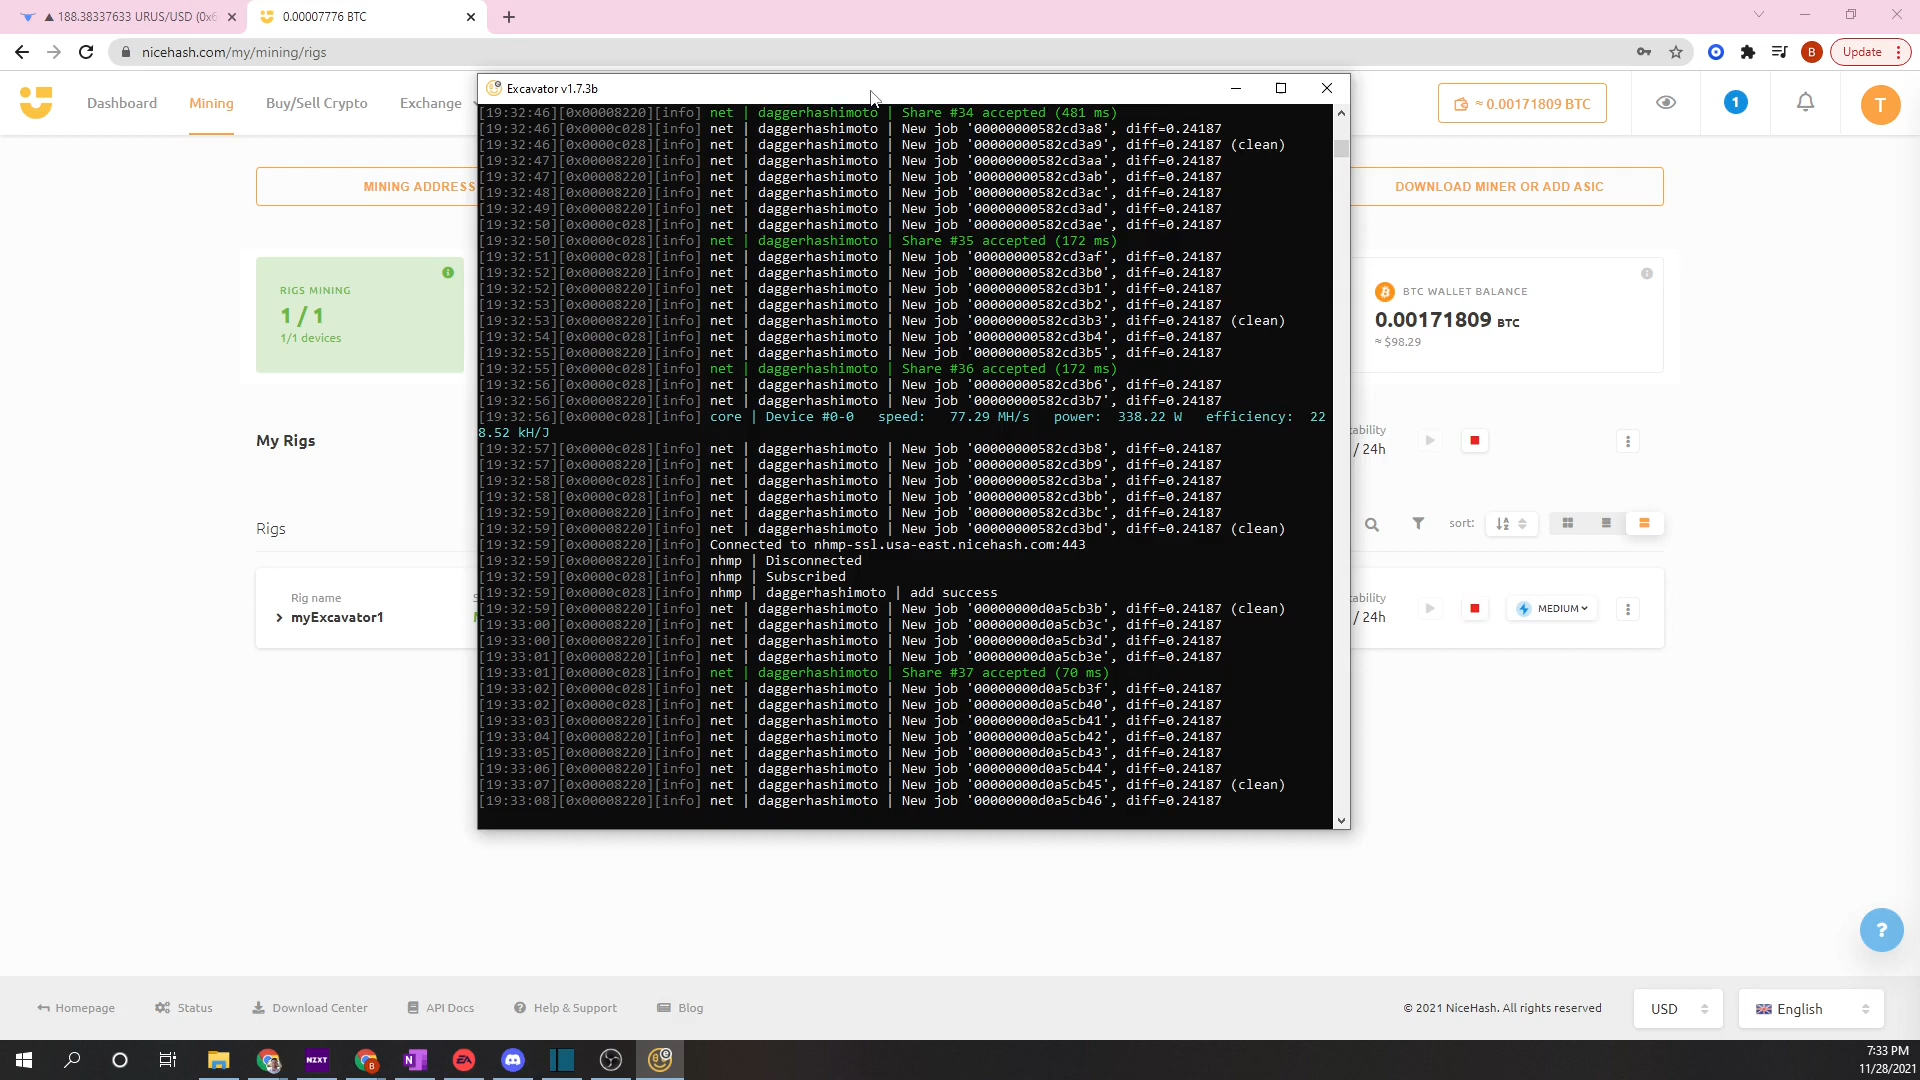 ▲ 188.38337633 URUS/USD (0x6
0.00007776 BTC
nicehash.com/my/mining/rigs
B
Update
Dashboard
Mining
Buy/Sell Crypto
Exchange
≈ 0.00171809 BTC
1
T
MINING ADDRESS
DOWNLOAD MINER OR ADD ASIC
RIGS MINING
1 / 1
1/1 devices
BTC WALLET BALANCE
0.00171809 BTC
≈ $98.29
My Rigs
Rigs
Rig name
myExcavator1
/ 24h
sort:
/ 24h
MEDIUM
Excavator v1.7.3b
[19:32:46][0x00008220][info] net | daggerhashimoto | Share #34 accepted (481 ms)
[19:32:46][0x0000c028][info] net | daggerhashimoto | New job '00000000582cd3a8', diff=0.24187
[19:32:46][0x0000c028][info] net | daggerhashimoto | New job '00000000582cd3a9', diff=0.24187 (clean)
[19:32:47][0x00008220][info] net | daggerhashimoto | New job '00000000582cd3aa', diff=0.24187
[19:32:47][0x00008220][info] net | daggerhashimoto | New job '00000000582cd3ab', diff=0.24187
[19:32:48][0x00008220][info] net | daggerhashimoto | New job '00000000582cd3ac', diff=0.24187
[19:32:49][0x00008220][info] net | daggerhashimoto | New job '00000000582cd3ad', diff=0.24187
[19:32:50][0x0000c028][info] net | daggerhashimoto | New job '00000000582cd3ae', diff=0.24187
[19:32:50][0x0000c028][info] net | daggerhashimoto | Share #35 accepted (172 ms)
[19:32:51][0x0000c028][info] net | daggerhashimoto | New job '00000000582cd3af', diff=0.24187
[19:32:52][0x00008220][info] net | daggerhashimoto | New job '00000000582cd3b0', diff=0.24187
[19:32:52][0x00008220][info] net | daggerhashimoto | New job '00000000582cd3b1', diff=0.24187
[19:32:53][0x00008220][info] net | daggerhashimoto | New job '00000000582cd3b2', diff=0.24187
[19:32:53][0x0000c028][info] net | daggerhashimoto | New job '00000000582cd3b3', diff=0.24187 (clean)
[19:32:54][0x0000c028][info] net | daggerhashimoto | New job '00000000582cd3b4', diff=0.24187
[19:32:55][0x00008220][info] net | daggerhashimoto | New job '00000000582cd3b5', diff=0.24187
[19:32:55][0x00008220][info] net | daggerhashimoto | Share #36 accepted (172 ms)
[19:32:56][0x0000c028][info] net | daggerhashimoto | New job '00000000582cd3b6', diff=0.24187
[19:32:56][0x00008220][info] net | daggerhashimoto | New job '00000000582cd3b7', diff=0.24187
[19:32:56][0x0000c028][info] core | Device #0-0 speed: 77.29 MH/s power: 338.22 W efficiency: 22
8.52 kH/J
[19:32:57][0x0000c028][info] net | daggerhashimoto | New job '00000000582cd3b8', diff=0.24187
[19:32:57][0x00008220][info] net | daggerhashimoto | New job '00000000582cd3b9', diff=0.24187
[19:32:58][0x00008220][info] net | daggerhashimoto | New job '00000000582cd3ba', diff=0.24187
[19:32:58][0x0000c028][info] net | daggerhashimoto | New job '00000000582cd3bb', diff=0.24187
[19:32:59][0x0000c028][info] net | daggerhashimoto | New job '00000000582cd3bc', diff=0.24187
[19:32:59][0x0000c028][info] net | daggerhashimoto | New job '00000000582cd3bd', diff=0.24187 (clean)
[19:32:59][0x0000c028][info] Connected to nhmp-ssl.usa-east.nicehash.com:443
[19:32:59][0x0000c028][info] nhmp | Disconnected
[19:32:59][0x0000c028][info] nhmp | Subscribed
[19:32:59][0x0000c028][info] nhmp | daggerhashimoto | add success
[19:32:59][0x0000c028][info] net | daggerhashimoto | New job '00000000d0a5cb3b', diff=0.24187 (clean)
[19:33:00][0x00008220][info] net | daggerhashimoto | New job '00000000d0a5cb3c', diff=0.24187
[19:33:00][0x00008220][info] net | daggerhashimoto | New job '00000000d0a5cb3d', diff=0.24187
[19:33:01][0x00008220][info] net | daggerhashimoto | New job '00000000d0a5cb3e', diff=0.24187
[19:33:01][0x0000c028][info] net | daggerhashimoto | Share #37 accepted (70 ms)
[19:33:02][0x0000c028][info] net | daggerhashimoto | New job '00000000d0a5cb3f', diff=0.24187
[19:33:02][0x0000c028][info] net | daggerhashimoto | New job '00000000d0a5cb40', diff=0.24187
[19:33:03][0x00008220][info] net | daggerhashimoto | New job '00000000d0a5cb41', diff=0.24187
[19:33:04][0x00008220][info] net | daggerhashimoto | New job '00000000d0a5cb42', diff=0.24187
[19:33:05][0x00008220][info] net | daggerhashimoto | New job '00000000d0a5cb43', diff=0.24187
[19:33:06][0x00008220][info] net | daggerhashimoto | New job '00000000d0a5cb44', diff=0.24187
[19:33:07][0x00008220][info] net | daggerhashimoto | New job '00000000d0a5cb45', diff=0.24187 (clean)
[19:33:08][0x00008220][info] net | daggerhashimoto | New job '00000000d0a5cb46', diff=0.24187
?
Homepage
Status
Download Center
API Docs
Help & Support
Blog
© 2021 NiceHash. All rights reserved
USD
English
NZXT
N
EA
7:33 PM
11/28/2021